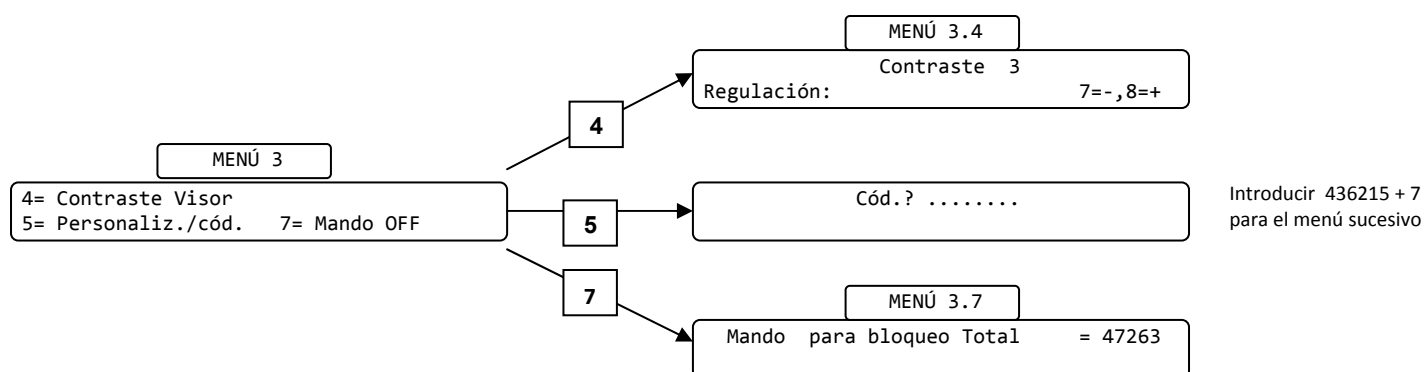 MENÚ 3.4
Contraste 3
Regulación: 7=-,8=+
4
MENÚ 3
4= Contraste Visor
5= Personaliz./cód. 7= Mando OFF
5
Cód.? ........
Introducir 436215 + 7
para el menú sucesivo
7
MENÚ 3.7
Mando para bloqueo Total = 47263